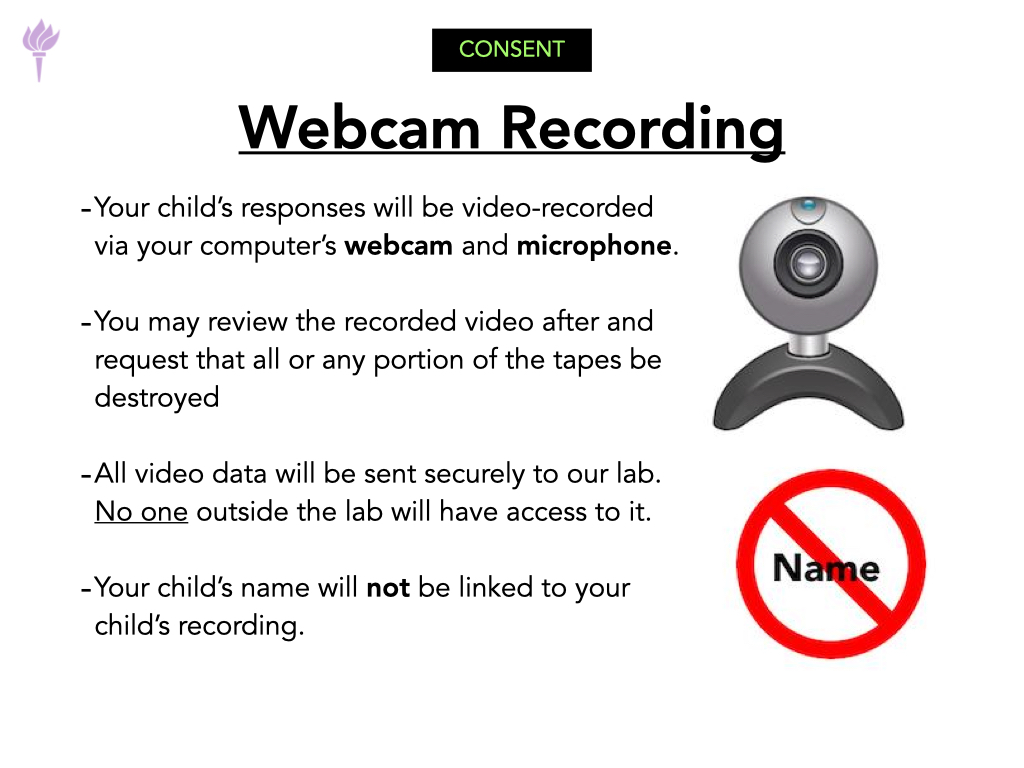 CONSENT
Webcam Recording
-Your child’s responses will be video-recorded
via your computer’s webcam and microphone.
-You may review the recorded video after and
request that all or any portion of the tapes be
destroyed
-All video data will be sent securely to our lab.
No one outside the lab will have access to it.
-Your child’s name will not be linked to your
child’s recording.
Name